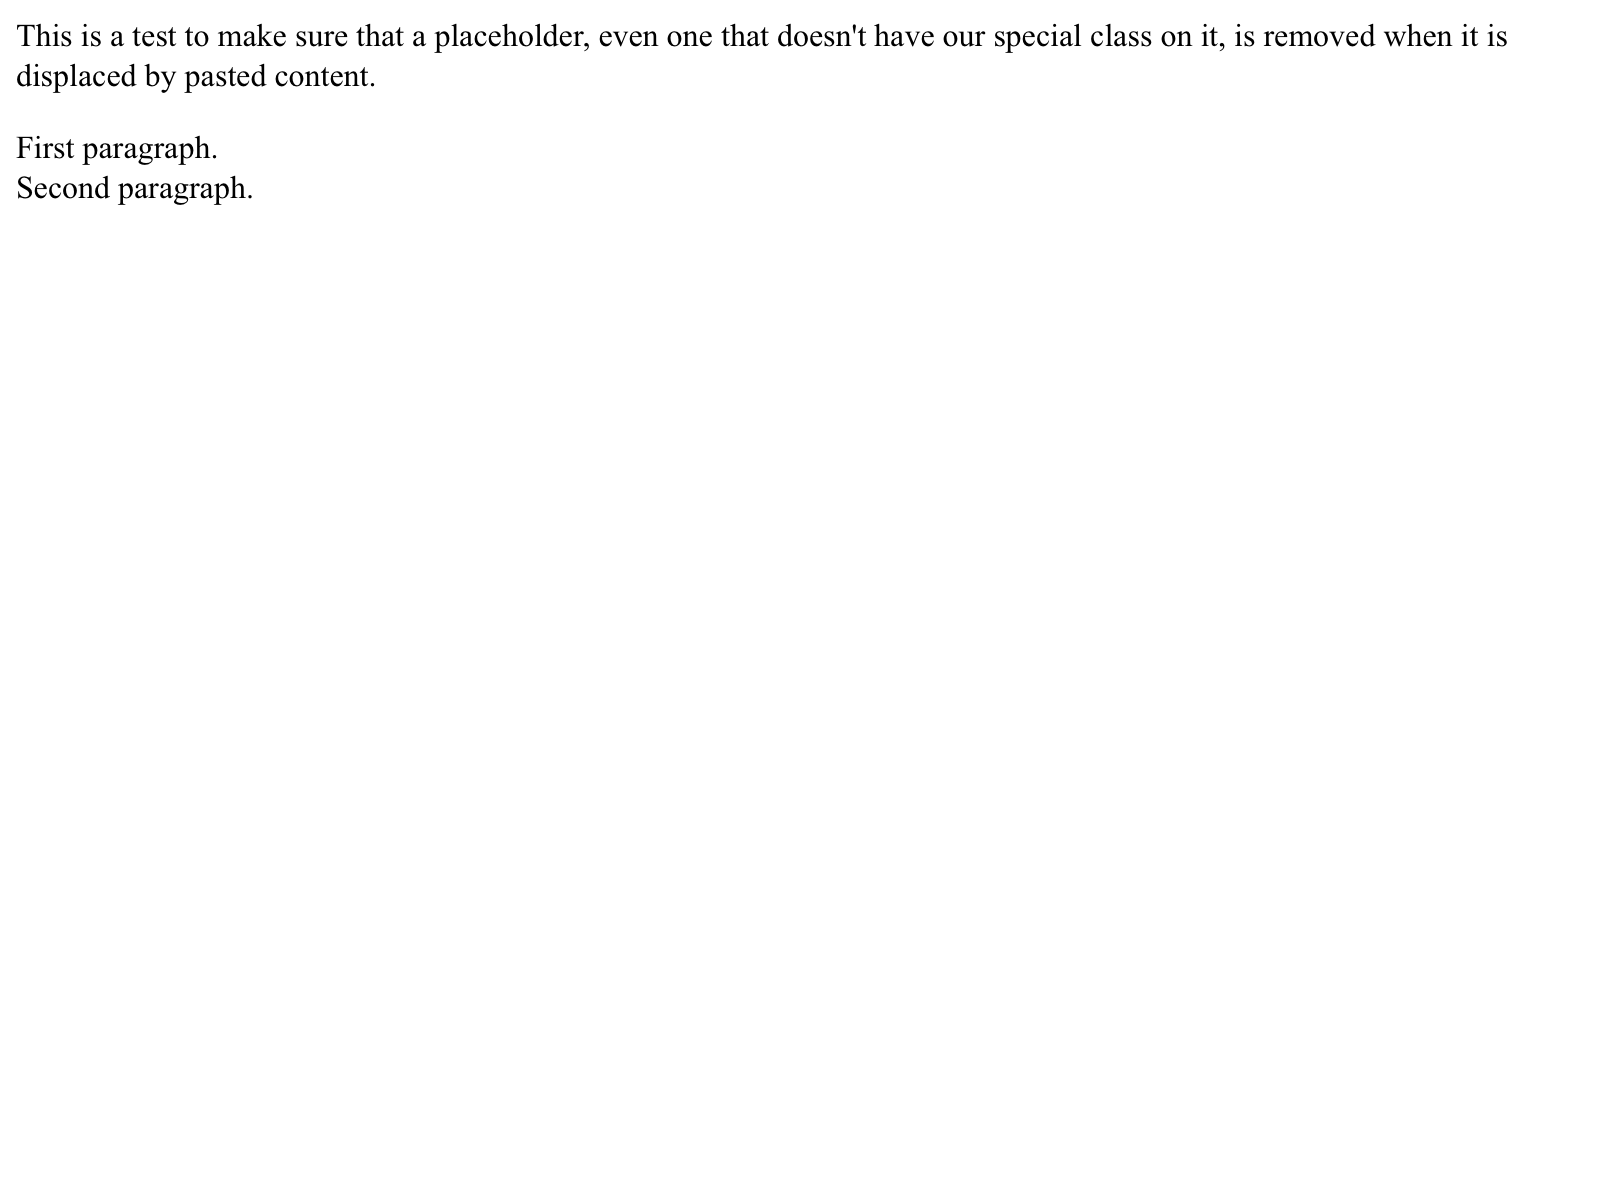 This is a test to make sure that a placeholder, even one that doesn't have our special class on it, is removed when it is
displaced by pasted content.
First paragraph.
Second paragraph.